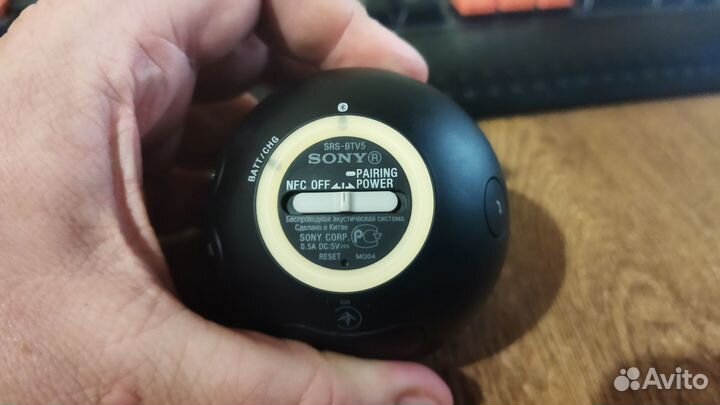 BATT/CHG
SRS-BTV5
SONY®
PAIRING
NFC OFF POWER
Беспроводная акустическая система
Сделано в Китае
SONY CORP.
0.5A DC:5V
RESET MO04
Avito